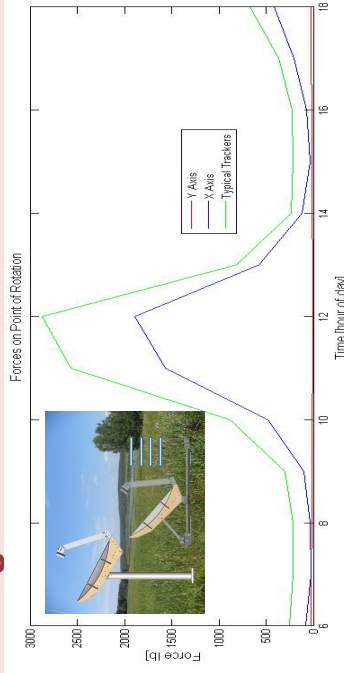 Forces on Point of Rotation
Force lb]
3000
2500
2000
1500
1000
500
0
Y Axis
X Axis
Typical Trackers
6
8
10
12
14
16
18
Time [hour of day]